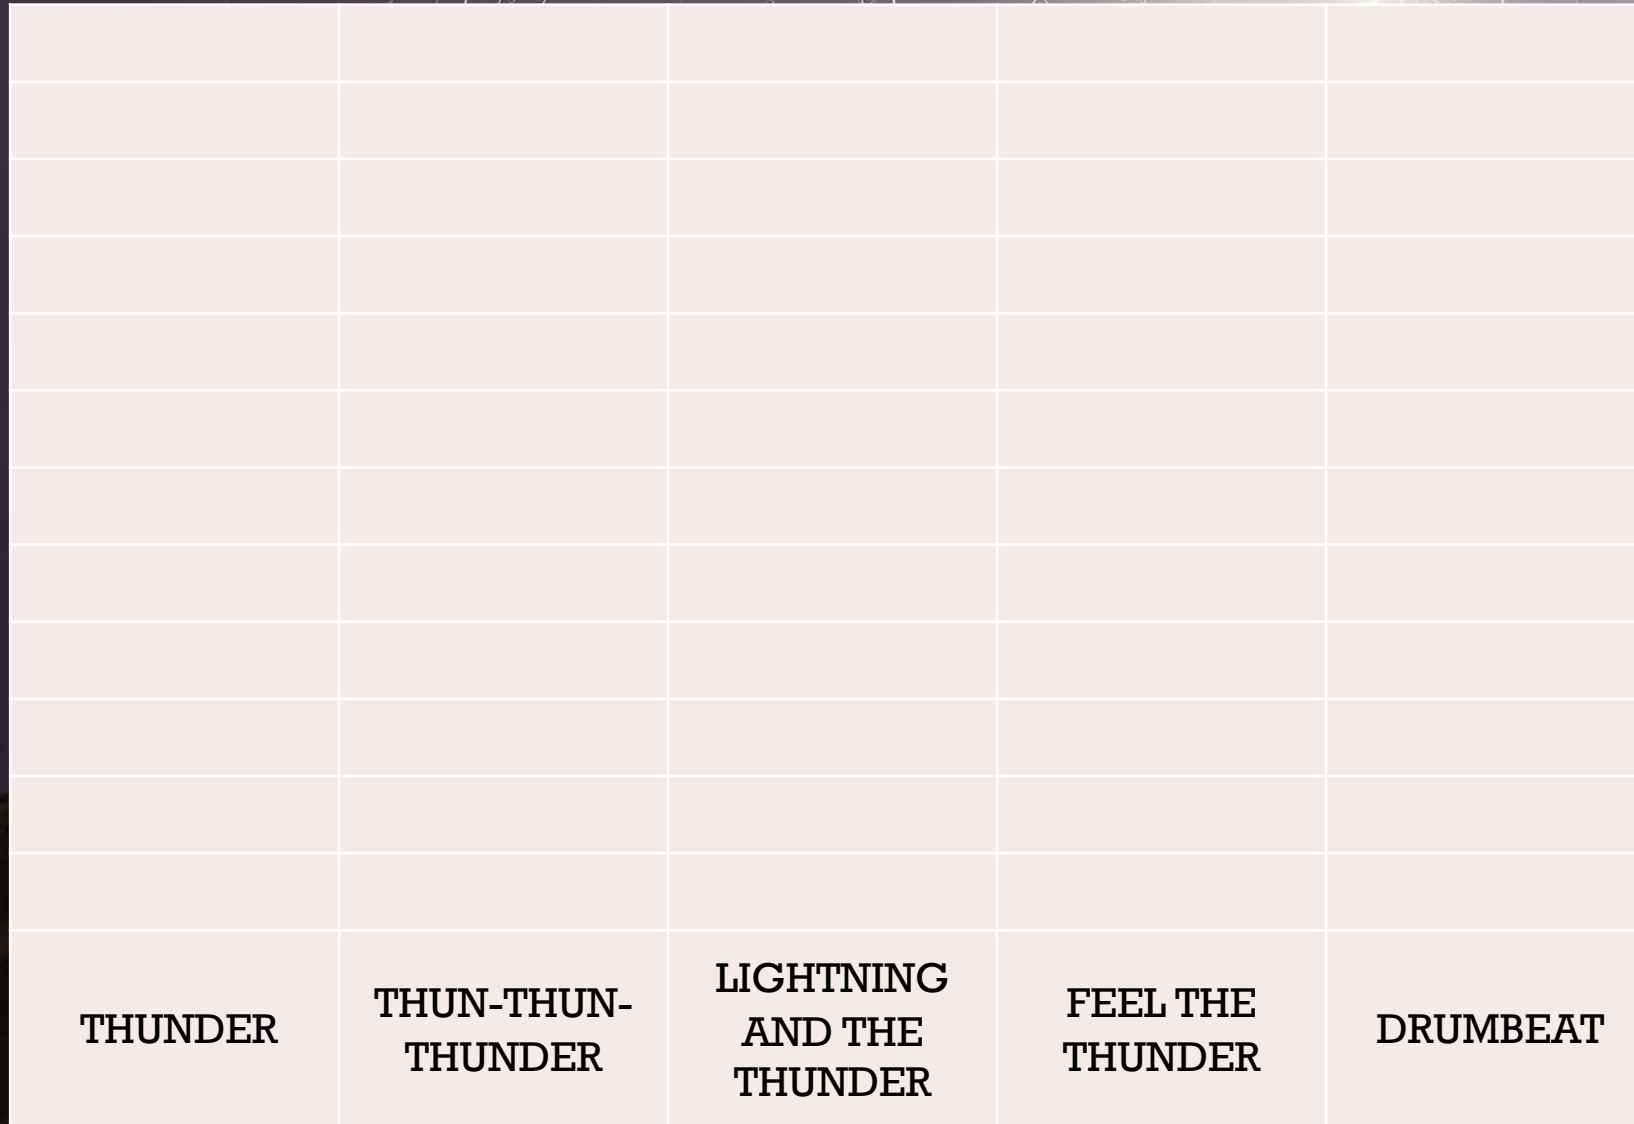 THUNDER
THUN-THUN-
THUNDER
LIGHTNING
AND THE
THUNDER
FEEL THE
THUNDER
DRUMBEAT